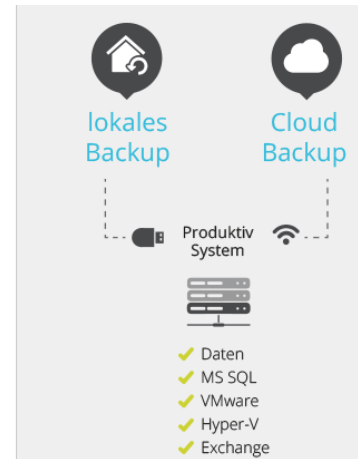 lokales
Backup
Cloud
Backup
Produktiv
System
Daten
MS SQL
VMware
Hyper-V
Exchange